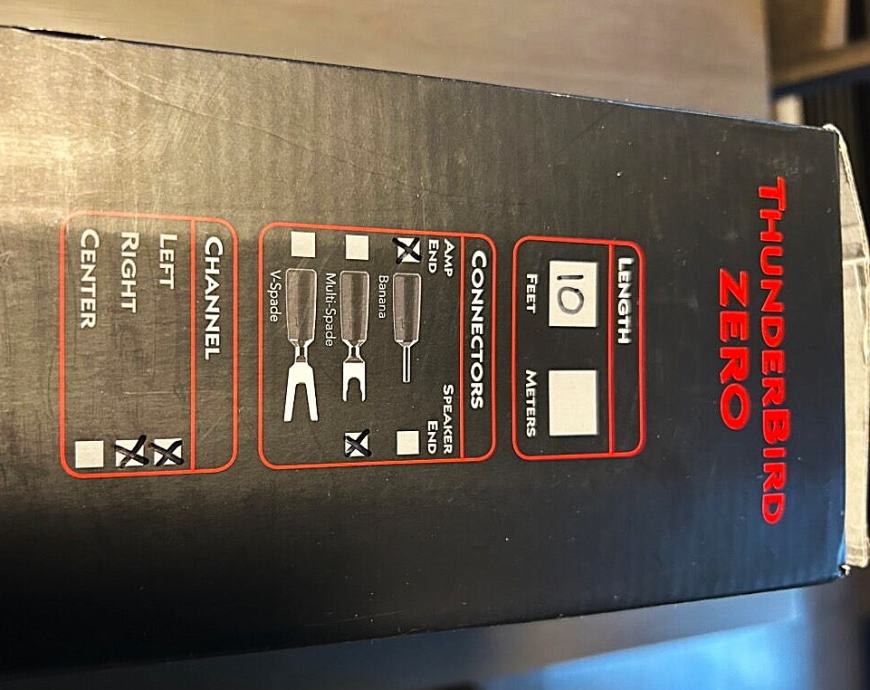 THUNDERBIRD
ZERO
LENGTH
10
FEET METERS
CONNECTORS
AMP END SPEAKER END
Banana
Multi-Spade
V-Spade
CHANNEL
LEFT
RIGHT
CENTER